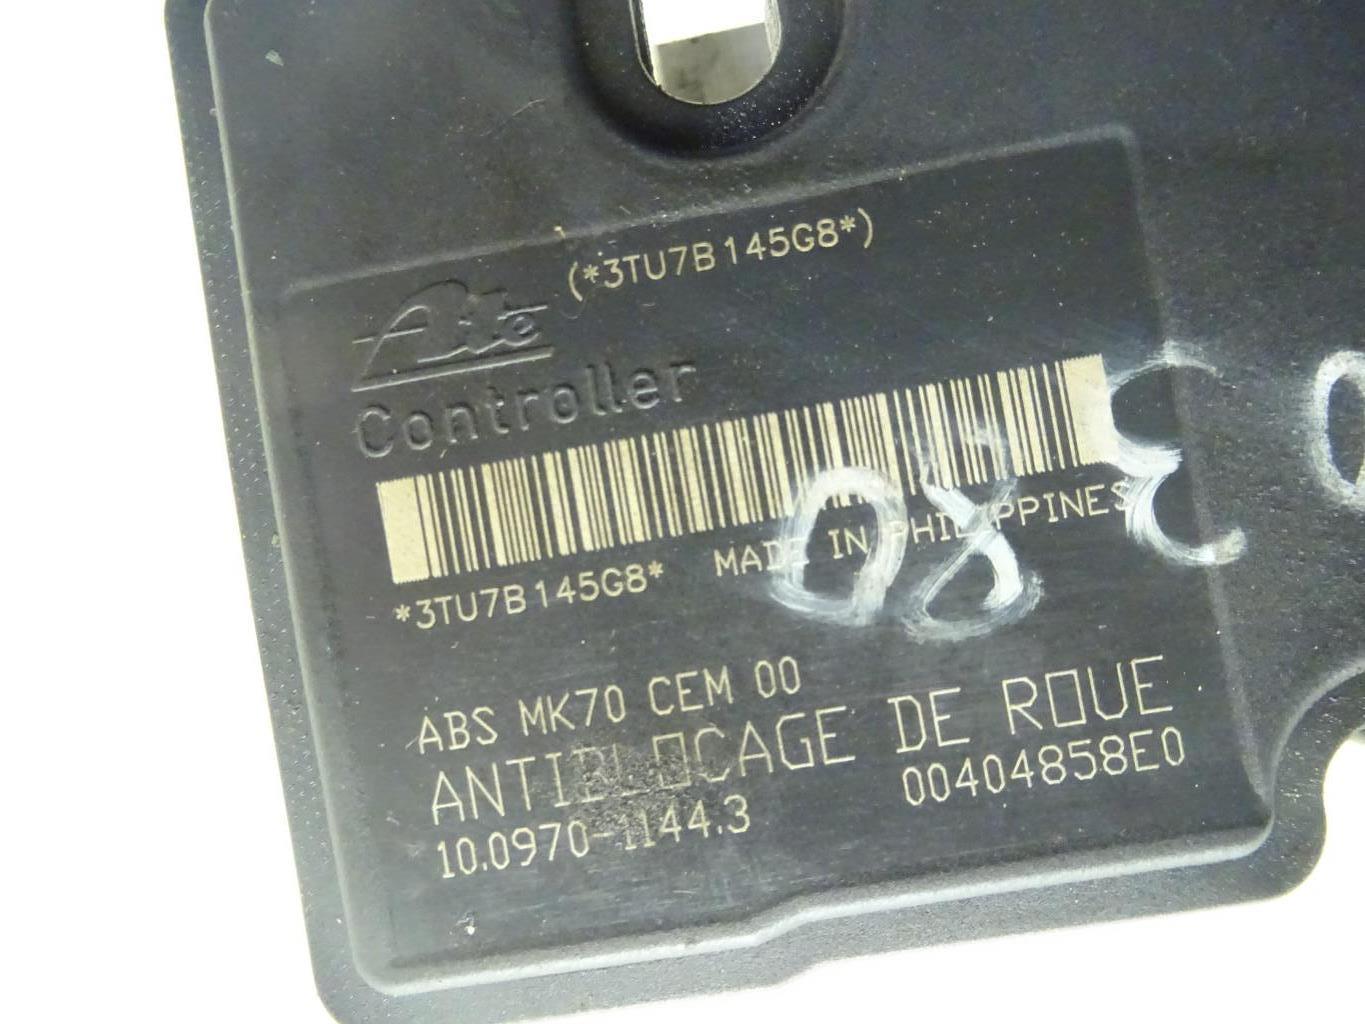 (*3TU7B145G8*)
Ate
Controller
*3TU7B145G8* MADE IN PHILIPPINES
ABS MK70 CEM 00
ANTIBLOCAGE DE ROUE
10.0970-1144.3 00404858E0